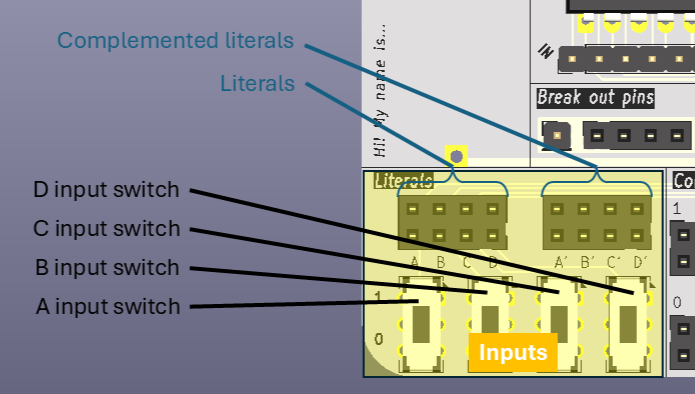 Complemented literals
Literals
D input switch
C input switch
B input switch
A input switch
Hi! My name is...
IN
Break out pins
Literals
Co
1
0
A B C D A' B' C' D'
1
0
Inputs